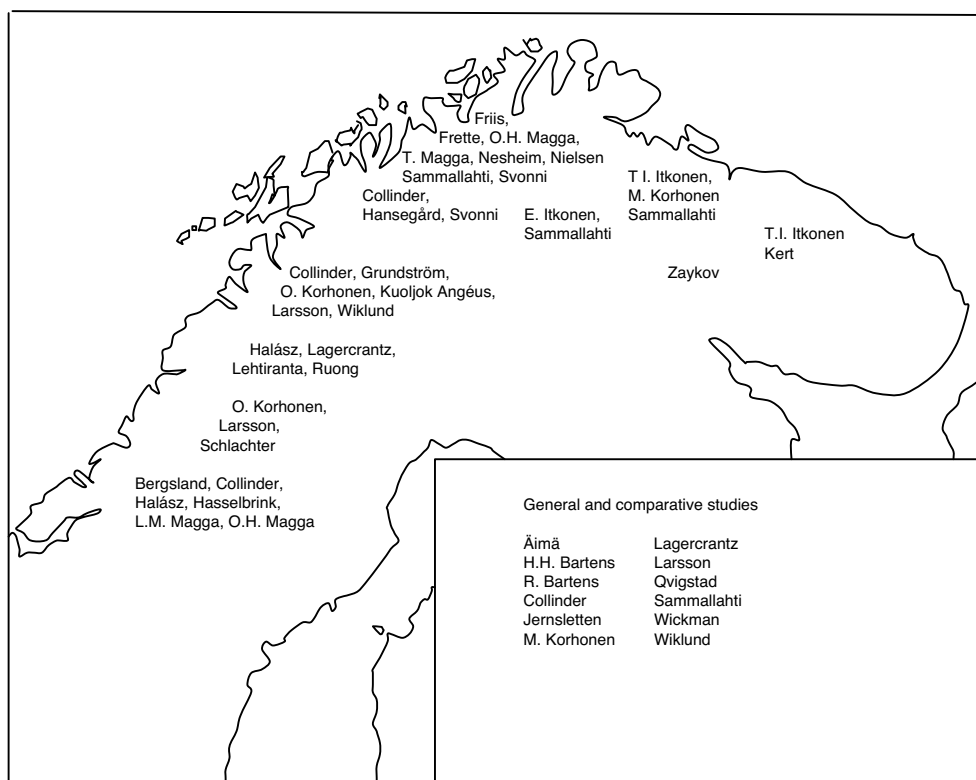 Friis,
Frette, O.H. Magga,
T. Magga, Nesheim, Nielsen
Sammallahti, Svonni
Collinder,
Hansegård, Svonni
E. Itkonen,
Sammallahti
T I. Itkonen,
M. Korhonen
Sammallahti
T.I. Itkonen
Kert
Zaykov
Collinder, Grundström,
O. Korhonen, Kuoljok Angéus,
Larsson, Wiklund
Halász, Lagercrantz,
Lehtiranta, Ruong
O. Korhonen,
Larsson,
Schlachter
Bergsland, Collinder,
Halász, Hasselbrink,
L.M. Magga, O.H. Magga
General and comparative studies
Äimä
H.H. Bartens
R. Bartens
Collinder
Jernsletten
M. Korhonen
Lagercrantz
Larsson
Qvigstad
Sammallahti
Wickman
Wiklund